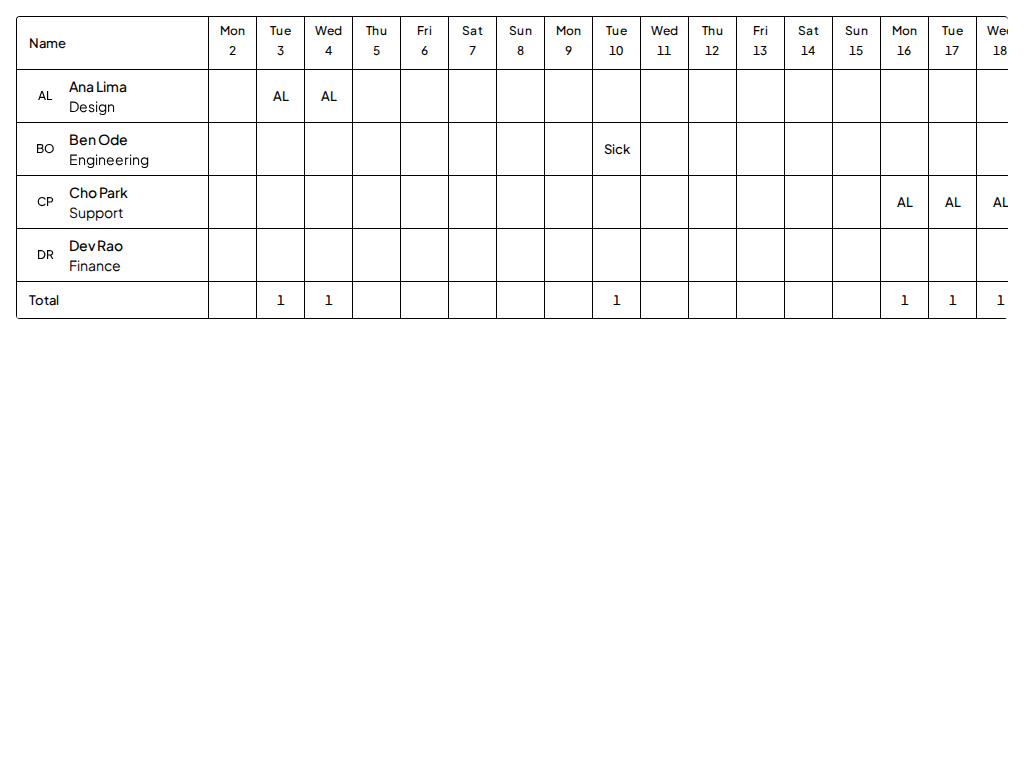 Name Mon Tue Wed Thu Fri Sat Sun Mon Tue Wed Thu Fri Sat Sun Mon Tue Wed
2 3 4 5 6 7 8 9 10 11 12 13 14 15 16 17 18
AL Ana Lima AL AL
Design
BO Ben Ode Sick
Engineering
CP Cho Park AL AL AL
Support
DR Dev Rao
Finance
Total 1 1 1 1 1 1